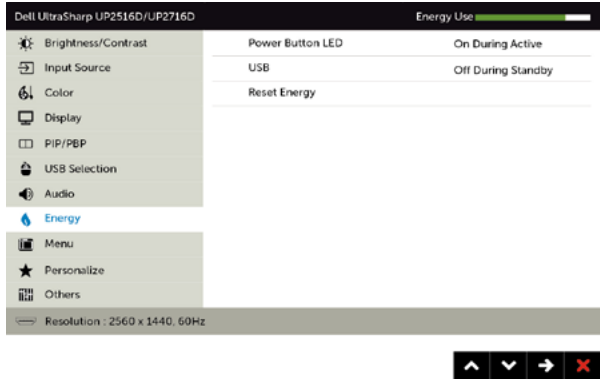 Dell UltraSharp UP2516D/UP2716D Energy Use
Brightness/Contrast Power Button LED On During Active
Input Source USB Off During Standby
Color Reset Energy
Display
PIP/PBP
USB Selection
Audio
Energy
Menu
Personalize
Others
Resolution : 2560 x 1440, 60Hz